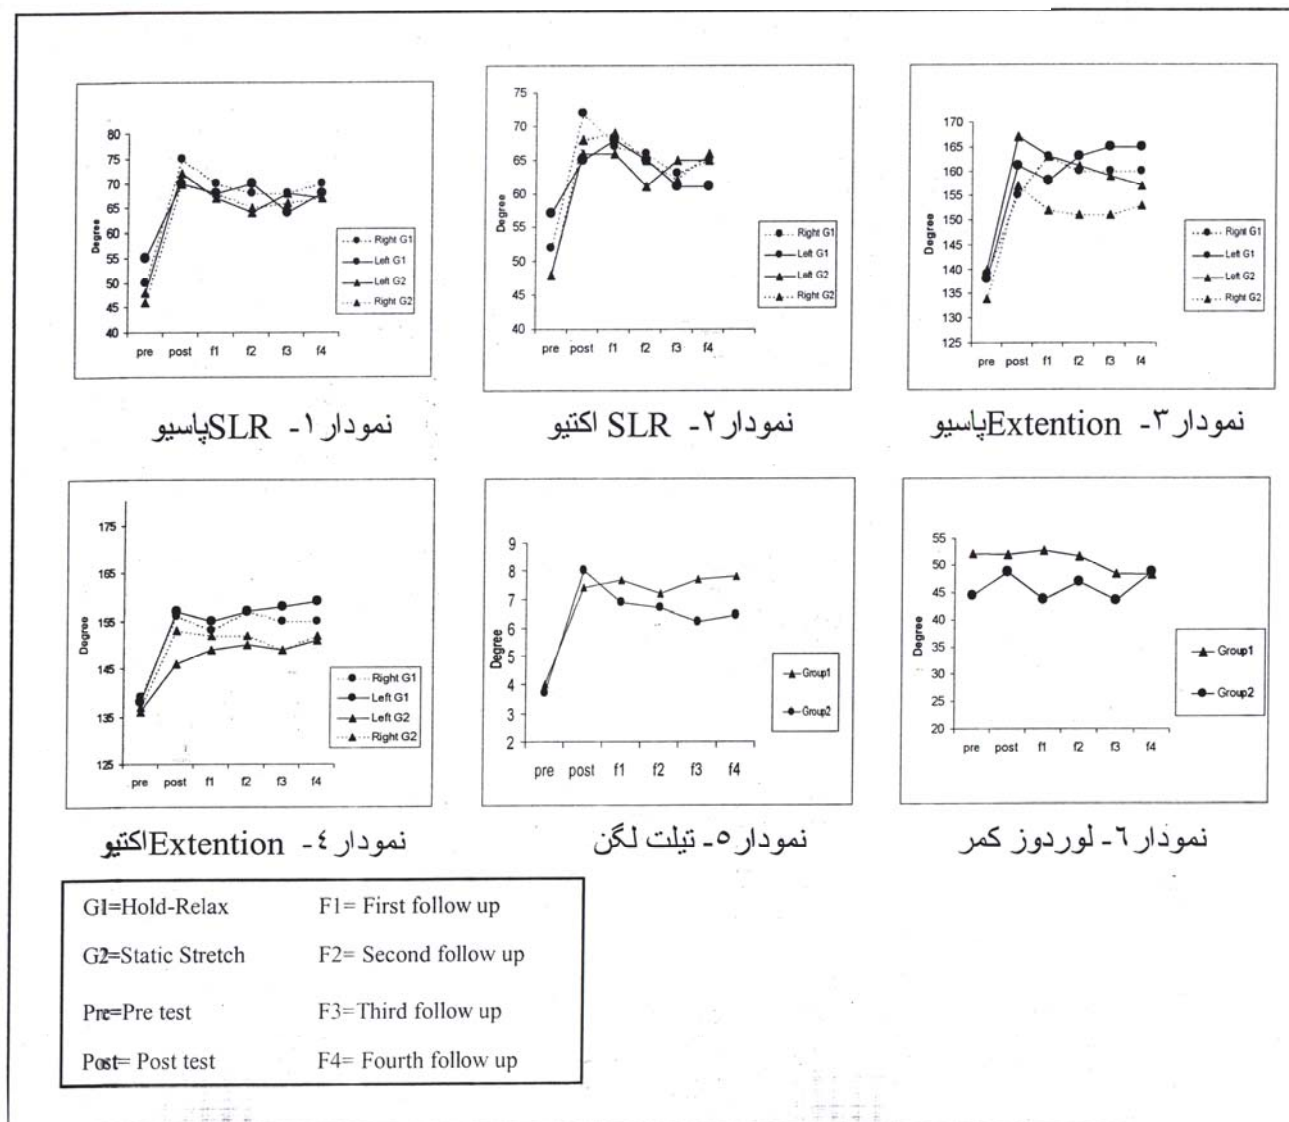 80
75
70
65
60
55
50
45
40
Degree
pre post f1 f2 f3 f4
Right G1
Left G1
Left G2
Right G2
نمودار ۱- SLR پاسیو
75
70
65
60
55
50
45
40
Degree
pre post f1 f2 f3 f4
Right G1
Left G1
Left G2
Right G2
نمودار ۲- SLR اکتیو
170
165
160
155
150
145
140
135
130
125
Degree
pre post f1 f2 f3 f4
Right G1
Left G1
Left G2
Right G2
نمودار ۳- Extention پاسیو
175
165
155
145
135
125
Degree
pre post f1 f2 f3 f4
Right G1
Left G1
Left G2
Right G2
نمودار ٤- Extention اکتیو
9
8
7
6
5
4
3
2
Degree
pre post f1 f2 f3 f4
Group1
Group2
نمودار ٥- تیلت لگن
55
50
45
40
35
30
25
20
Degree
pre post f1 f2 f3 f4
Group1
Group2
نمودار ٦- لوردوز کمر
G1=Hold-Relax F1= First follow up
G2=Static Stretch F2= Second follow up
Pre=Pre test F3=Third follow up
Post= Post test F4= Fourth follow up